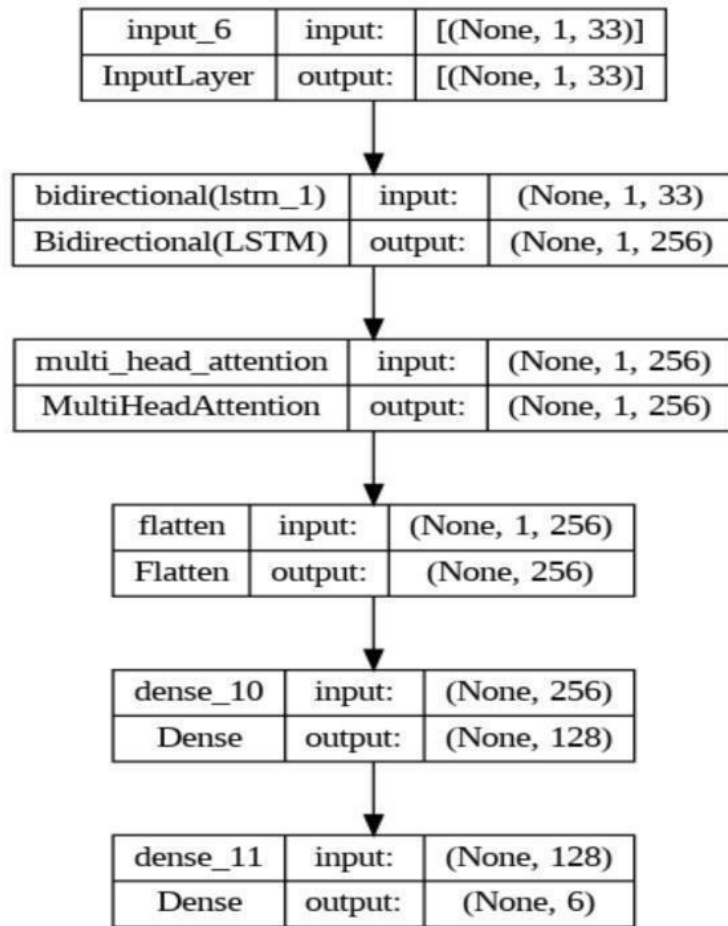 input_6 input: [(None, 1, 33)]
InputLayer output: [(None, 1, 33)]
bidirectional(lstm_1) input: (None, 1, 33)
Bidirectional(LSTM) output: (None, 1, 256)
multi_head_attention input: (None, 1, 256)
MultiHeadAttention output: (None, 1, 256)
flatten input: (None, 1, 256)
Flatten output: (None, 256)
dense_10 input: (None, 256)
Dense output: (None, 128)
dense_11 input: (None, 128)
Dense output: (None, 6)